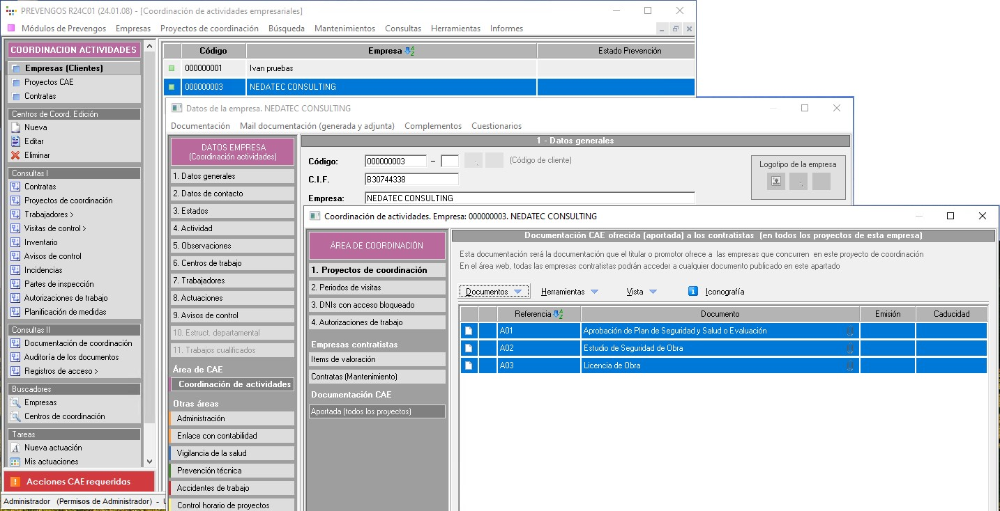 PREVENGOS R24C01 (24.01.08) - [Coordinación de actividades empresariales]
Módulos de Prevengos Empresas Proyectos de coordinación Búsqueda Mantenimientos Consultas Herramientas Informes
COORDINACION ACTIVIDADES
Empresas (Clientes)
Proyectos CAE
Contratas
Centros de Coord. Edición
Nueva
Editar
Eliminar
Consultas I
Contratas
Proyectos de coordinación
Trabajadores >
Visitas de control >
Inventario
Avisos de control
Incidencias
Partes de inspección
Autorizaciones de trabajo
Planificación de medidas
Consultas II
Documentación de coordinación
Auditoría de los documentos
Registros de acceso >
Buscadores
Empresas
Centros de coordinación
Tareas
Nueva actuación
Mis actuaciones
Acciones CAE requeridas
Administrador (Permisos de Administrador) -
Código Empresa Estado Prevención
000000001 Ivan pruebas
000000003 NEDATEC CONSULTING
Datos de la empresa. NEDATEC CONSULTING
Documentación Mail documentación (generada y adjunta) Complementos Cuestionarios
DATOS EMPRESA
(Coordinación actividades)
1. Datos generales
2. Datos de contacto
3. Estados
4. Actividad
5. Observaciones
6. Centros de trabajo
7. Trabajadores
8. Actuaciones
9. Avisos de control
10. Estruct. departamental
11. Trabajos cualificados
Área de CAE
Coordinación de actividades
Otras áreas
Administración
Enlace con contabilidad
Vigilancia de la salud
Prevención técnica
Accidentes de trabajo
Control horario de proyectos
1 - Datos generales
Código: 000000003 – (Código de cliente)
C.I.F. B30744338
Empresa: NEDATEC CONSULTING
Logotipo de la empresa
Coordinación de actividades. Empresa: 000000003. NEDATEC CONSULTING
ÁREA DE COORDINACIÓN
1. Proyectos de coordinación
2. Periodos de visitas
3. DNIs con acceso bloqueado
4. Autorizaciones de trabajo
Empresas contratistas
Items de valoración
Contratas (Mantenimiento)
Documentación CAE
Aportada (todos los proyectos)
Documentación CAE ofrecida (aportada) a los contratistas (en todos los proyectos de esta empresa)
Esta documentación será la documentación que el titular o promotor ofrece a las empresas que concurren en este proyecto de coordinación
En el área web, todas las empresas contratistas podrán acceder a cualquier documento publicado en este apartado
Documentos Herramientas Vista Iconografía
Referencia Documento Emisión Caducidad
A01 Aprobación de Plan de Seguridad y Salud o Evaluación
A02 Estudio de Seguridad de Obra
A03 Licencia de Obra